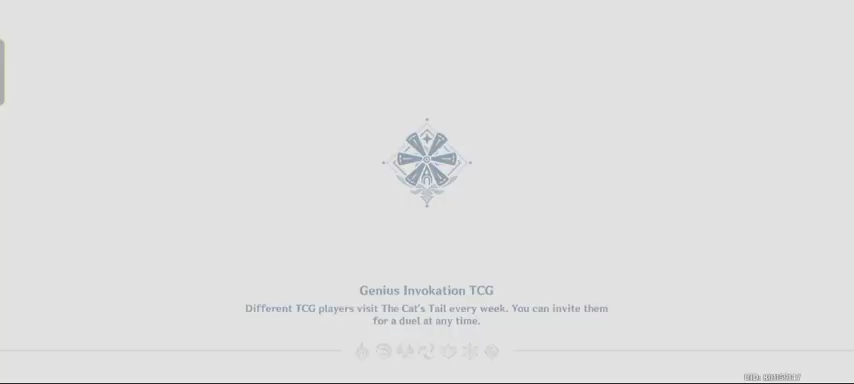 Genius Invokation TCG
Different TCG players visit The Cat's Tail every week. You can invite them
for a duel at any time.